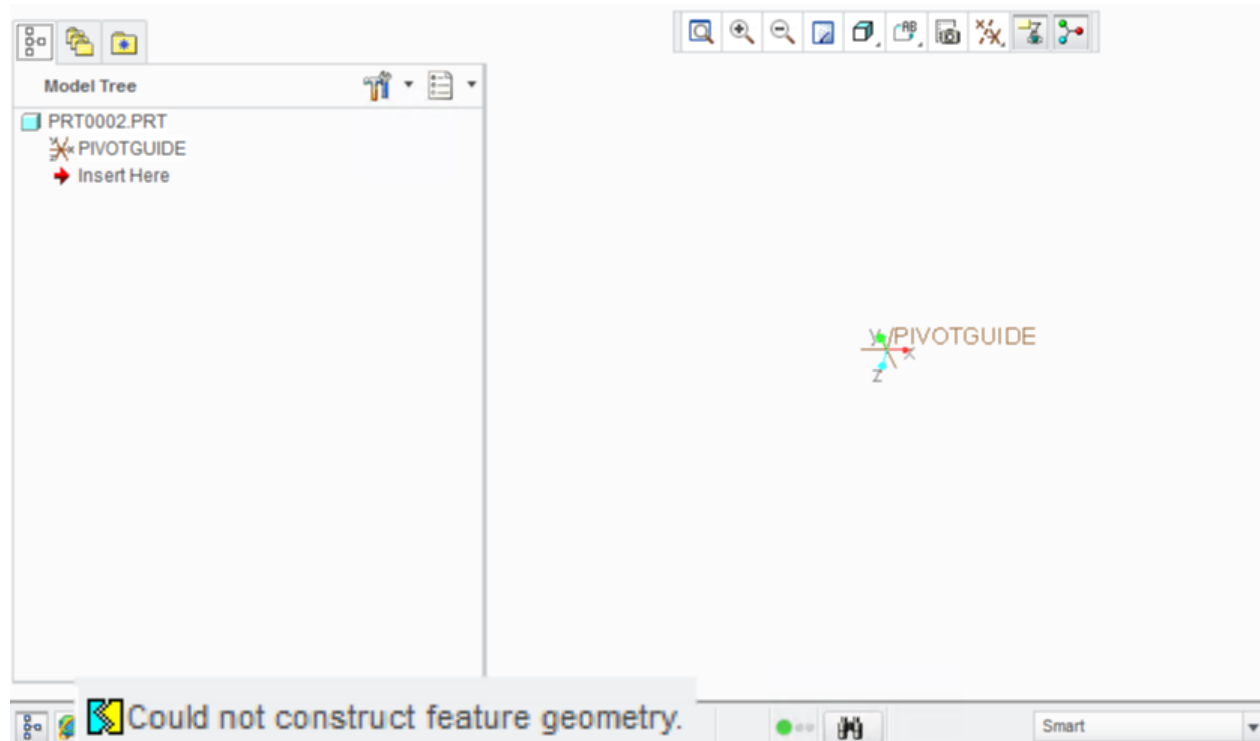 Model Tree
PRT0002.PRT
PIVOTGUIDE
Insert Here
Y PIVOTGUIDE
X
Z
Could not construct feature geometry.
Smart